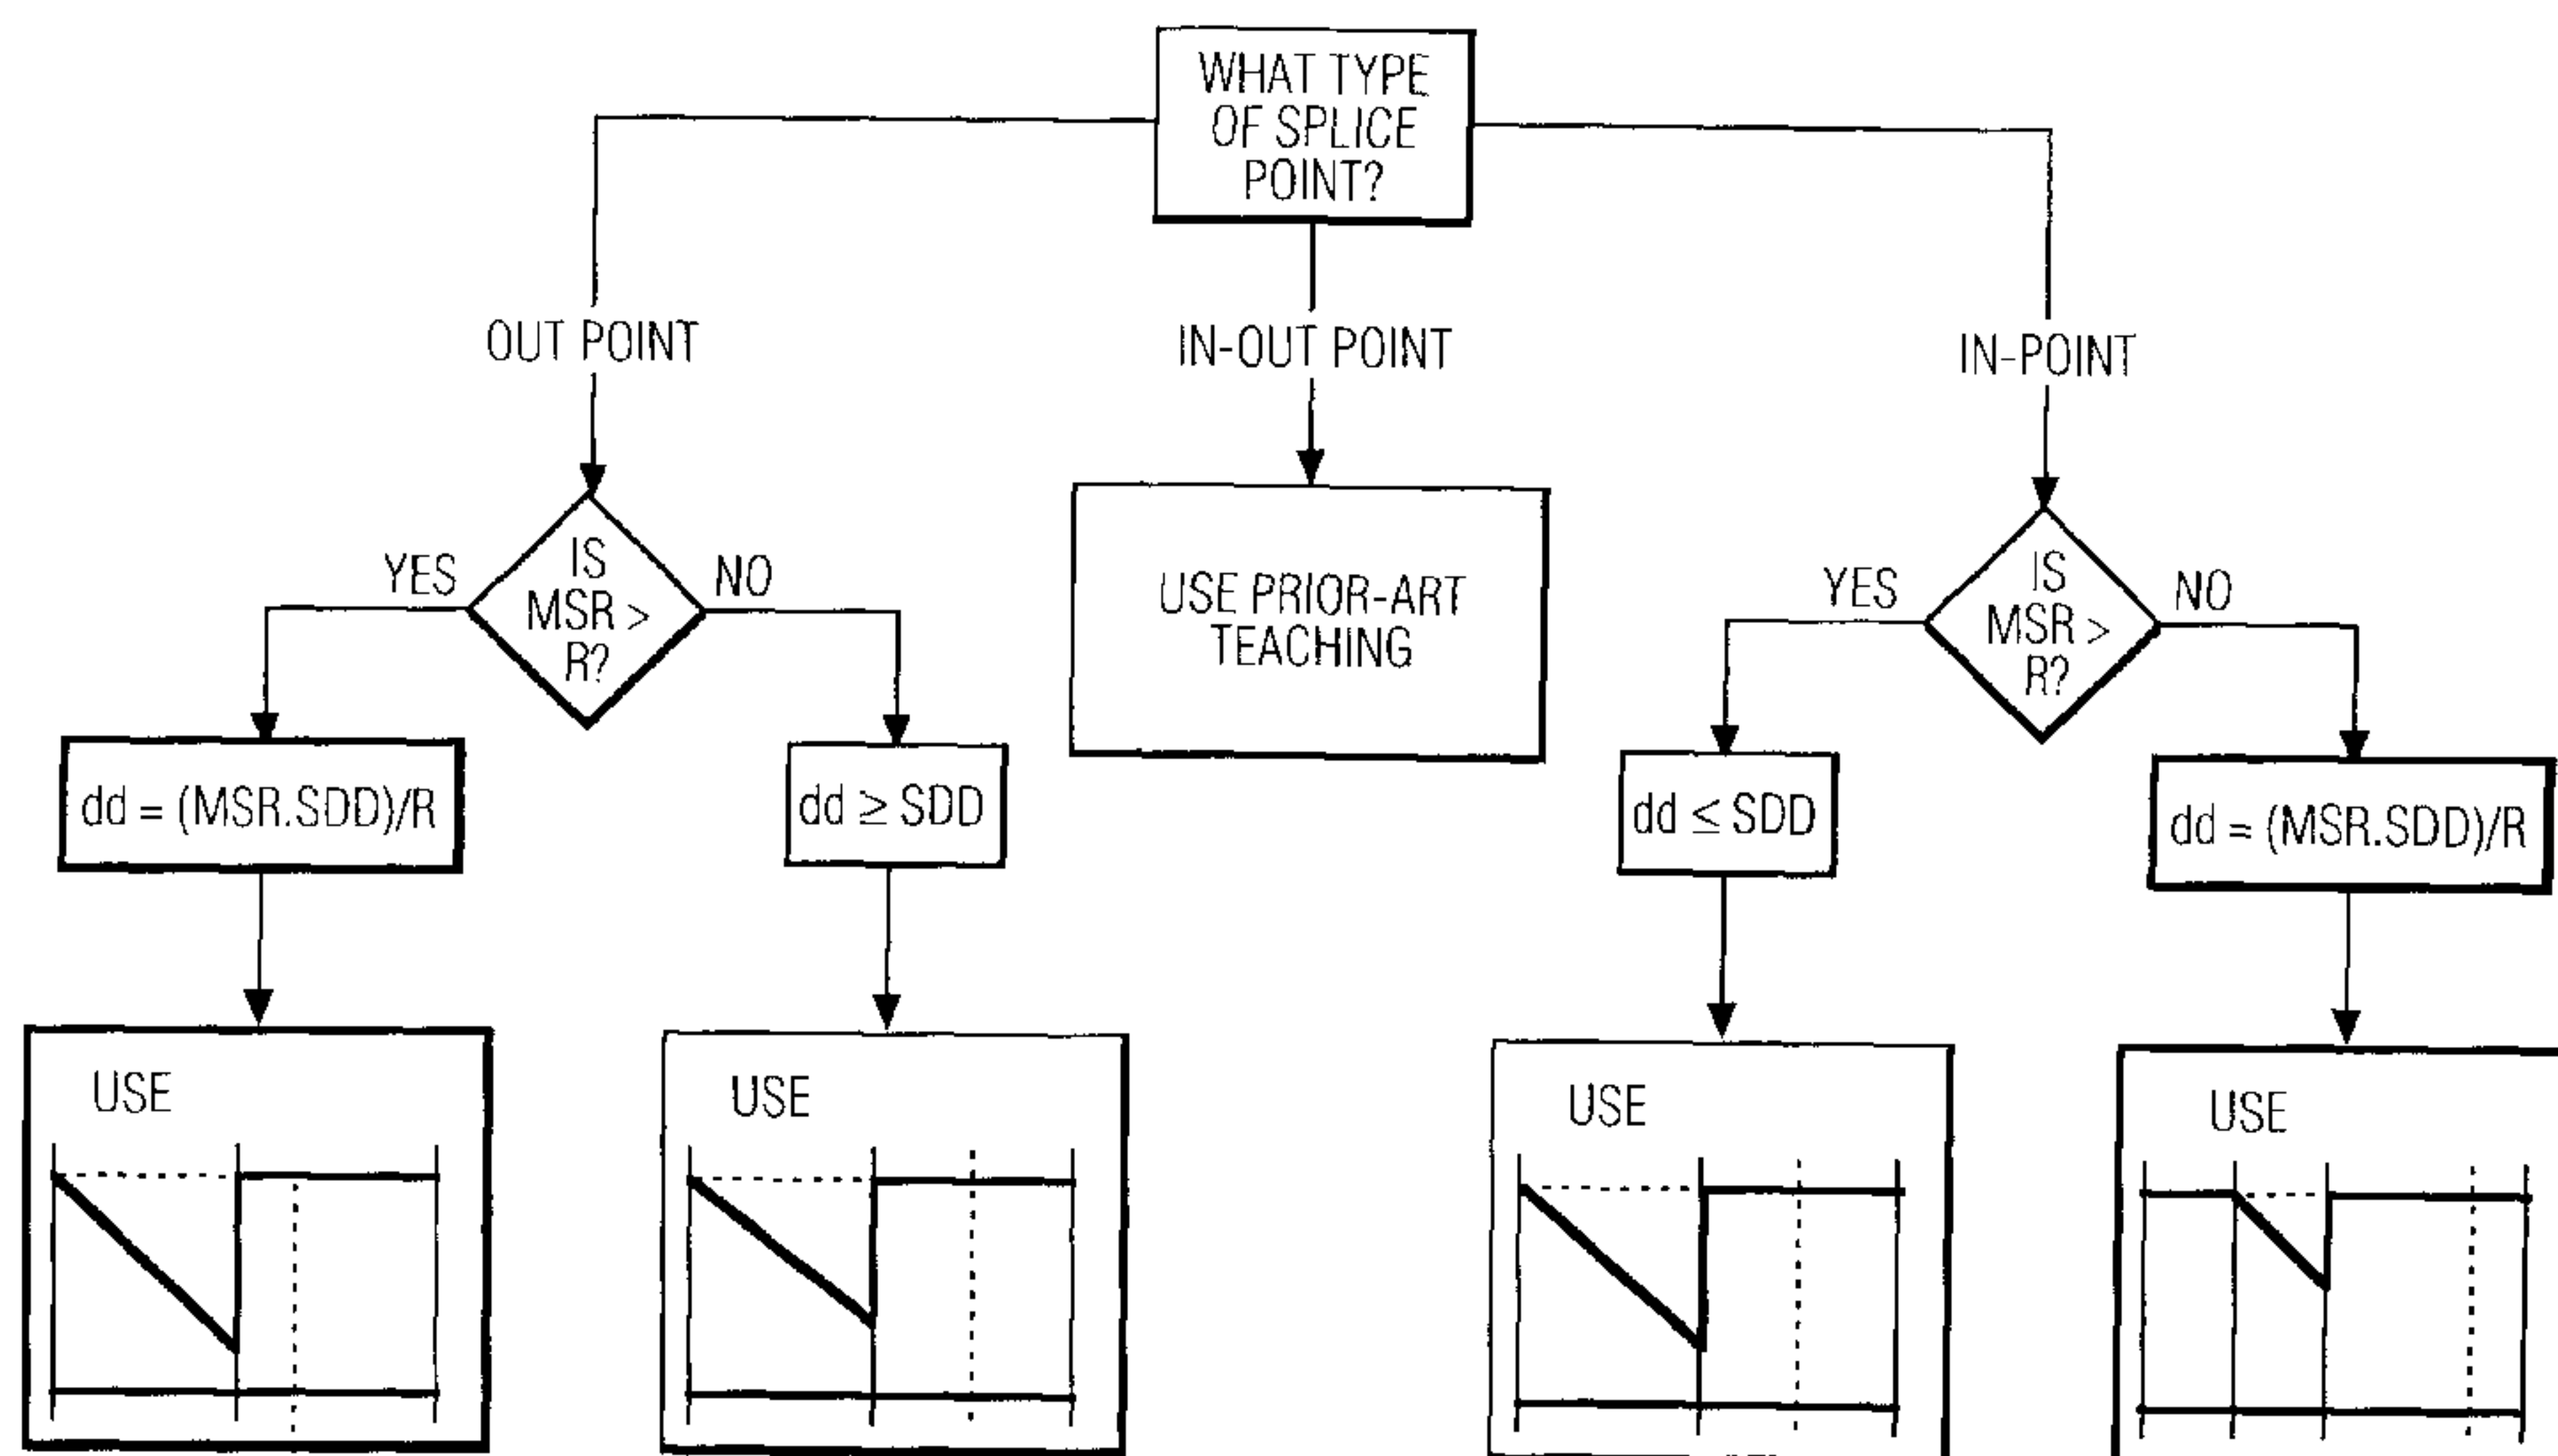 WHAT TYPE
OF SPLICE
POINT?
OUT POINT
IN-OUT POINT
IN-POINT
YES
IS
MSR >
R?
NO
USE PRIOR-ART
TEACHING
YES
IS
MSR >
R?
NO
dd = (MSR.SDD)/R
dd ≥ SDD
dd ≤ SDD
dd = (MSR.SDD)/R
USE
USE
USE
USE